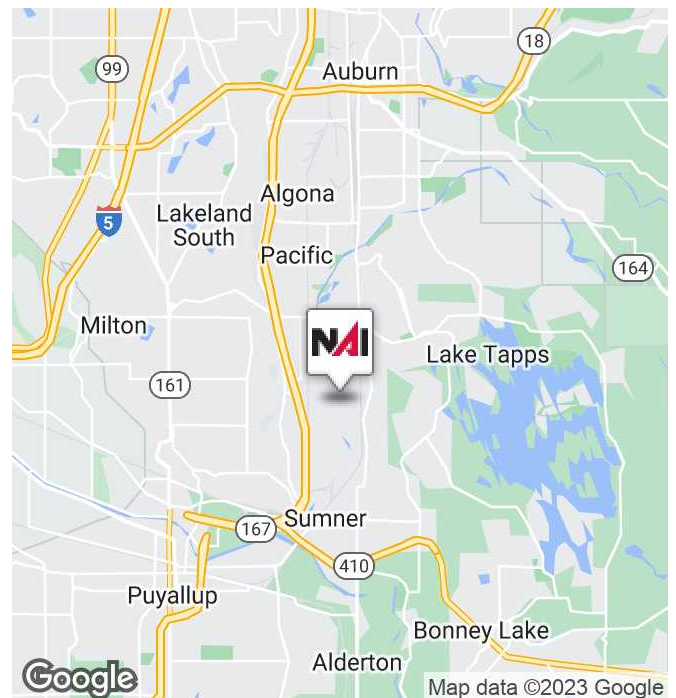 18
99
Auburn
Algona
Lakeland
South
5
Pacific
164
Milton
NAI
Lake Tapps
161
Sumner
167
410
Puyallup
Bonney Lake
Alderton
Google
Map data ©2023 Google